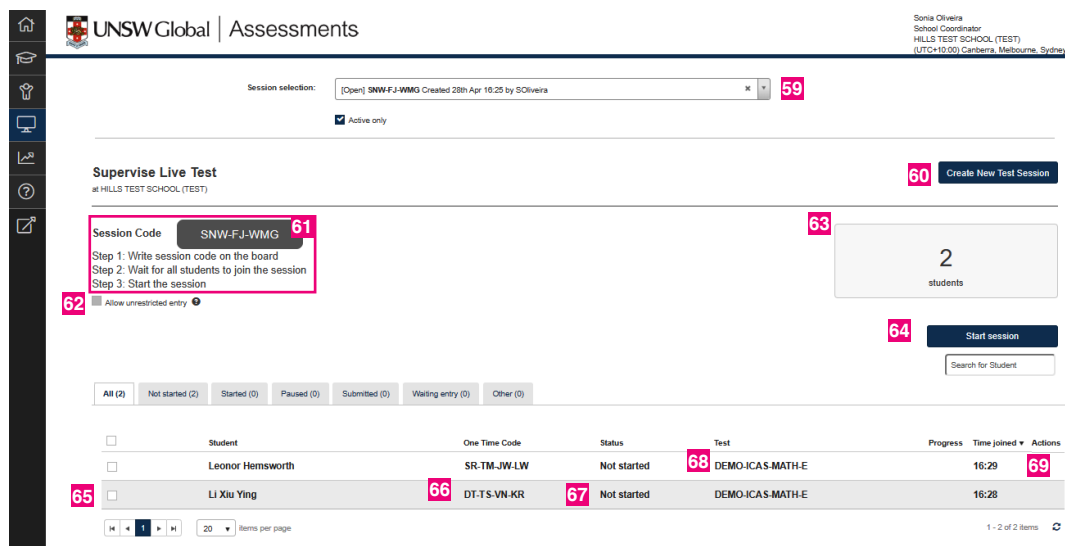 UNSW Global | Assessments
Sonia Oliveira
School Coordinator
HILLS TEST SCHOOL (TEST)
(UTC+10:00) Canberra, Melbourne, Sydney
Session selection:
[Open] SNW-FJ-WMG Created 28th Apr 16:25 by SOliveira
59
Active only
Supervise Live Test
at HILLS TEST SCHOOL (TEST)
60
Create New Test Session
61
Session Code
SNW-FJ-WMG
Step 1: Write session code on the board
Step 2: Wait for all students to join the session
Step 3: Start the session
62
Allow unrestricted entry
63
2
students
64
Start session
Search for Student
All (2) Not started (2) Started (0) Paused (0) Submitted (0) Waiting entry (0) Other (0)
Student One Time Code Status Test Progress Time joined Actions
Leonor Hemsworth SR-TM-JW-LW Not started 68 DEMO-ICAS-MATH-E 16:29 69
65 Li Xiu Ying 66 DT-TS-VN-KR 67 Not started DEMO-ICAS-MATH-E 16:28
1 20 items per page 1 - 2 of 2 items